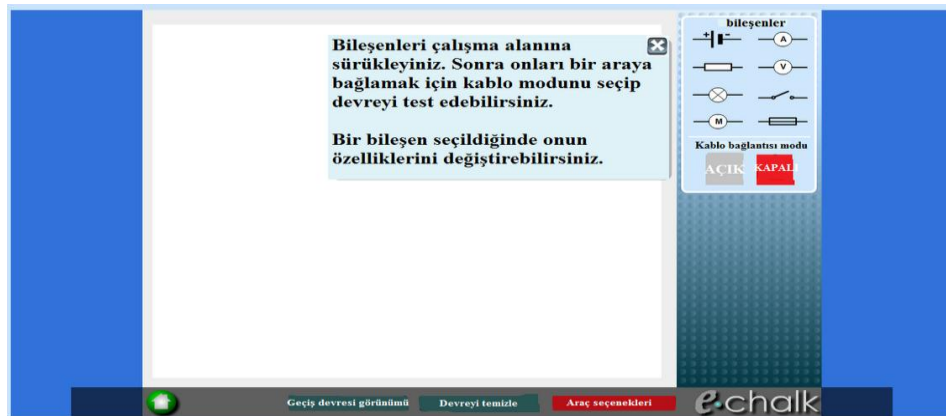 Bileşenleri çalışma alanına
sürükleyiniz. Sonra onları bir araya
bağlamak için kablo modunu seçip
devreyi test edebilirsiniz.
Bir bileşen seçildiğinde onun
özelliklerini değiştirebilirsiniz.
bileşenler
A
V
M
Kablo bağlantısı modu
AÇIK KAPALI
Geçiş devresi görünümü Devreyi temizle Araç seçenekleri e-chalk